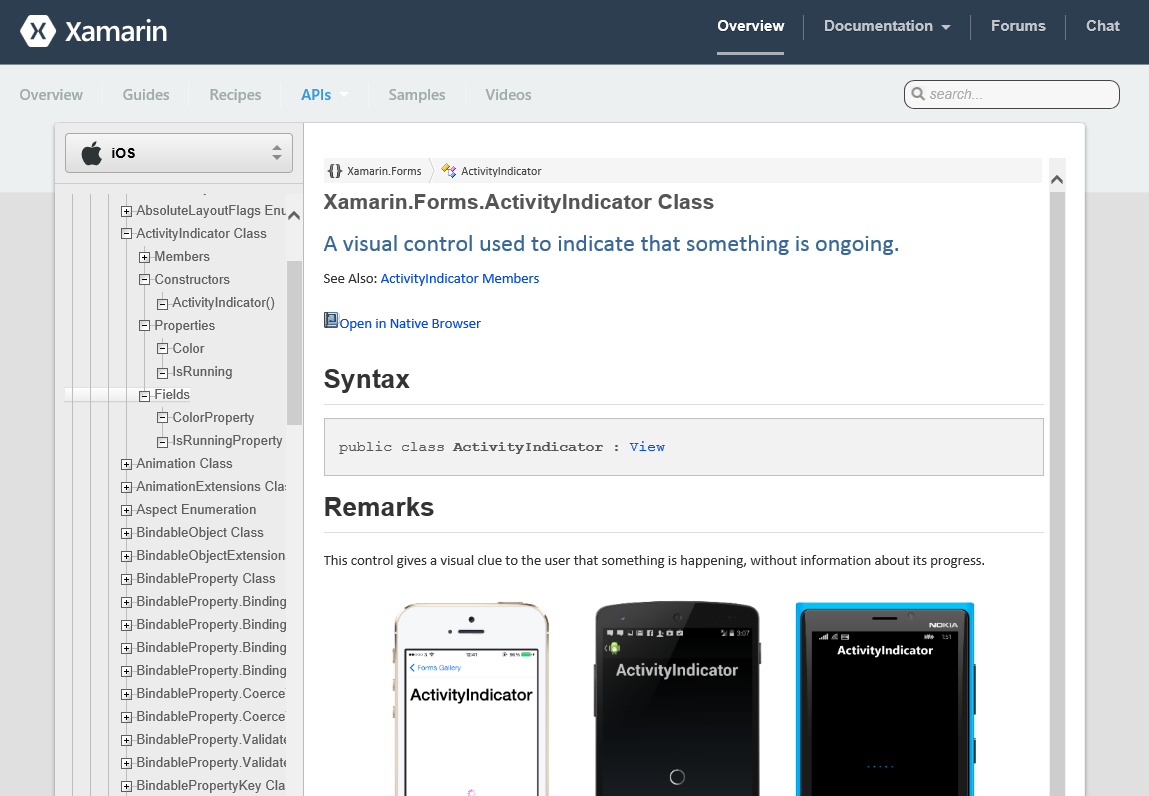 Xamarin
Overview
Documentation
Forums
Chat
Overview
Guides
Recipes
APIs
Samples
Videos
search...
iOS
AbsoluteLayoutFlags Enu
ActivityIndicator Class
Members
Constructors
ActivityIndicator()
Properties
Color
IsRunning
Fields
ColorProperty
IsRunningProperty
Animation Class
AnimationExtensions Clas
Aspect Enumeration
BindableObject Class
BindableObjectExtension
BindableProperty Class
BindableProperty.Binding
BindableProperty.Binding
BindableProperty.Binding
BindableProperty.Binding
BindableProperty.Coerce
BindableProperty.Coerce
BindableProperty.Validate
BindableProperty.Validate
BindablePropertyKey Cla
{} Xamarin.Forms
ActivityIndicator
Xamarin.Forms.ActivityIndicator Class
A visual control used to indicate that something is ongoing.
See Also: ActivityIndicator Members
Open in Native Browser
Syntax
public class ActivityIndicator : View
Remarks
This control gives a visual clue to the user that something is happening, without information about its progress.
12:41
96%
Forms Gallery
ActivityIndicator
3:07
ActivityIndicator
NOKIA
1:51
ActivityIndicator